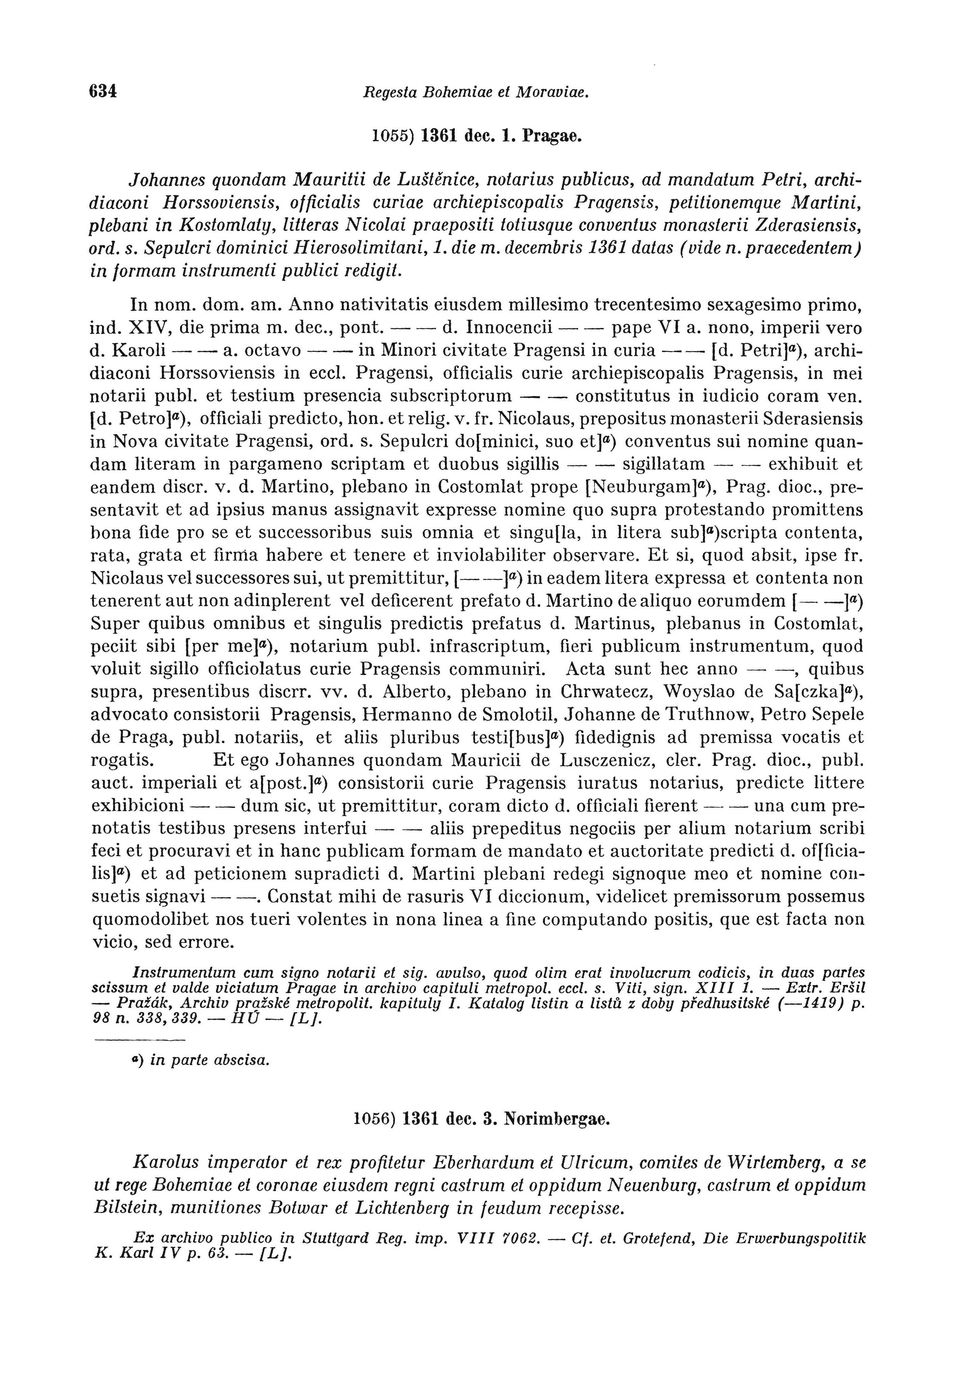 634 Regesta Bohemiae et Moraviae.
1055) 1361 dec. 1. Pragae.
Johannes quondam Mauritii de Luštěnice, notarius publicus, ad mandatum Petri, archi-
diaconi Horssoviensis, officialis curiae archiepiscopalis Pragensis, petitionemque Martini,
plebani in Kostomlaty, litteras Nicolai praepositi totiusque conventus monasterii Zderasiensis,
ord. s. Sepulcri dominici Hierosolimitani, 1. die m. decembris 1361 datas (vide n. praecedentem)
in formam instrumenti publici redigit.
In nom. dom. am. Anno nativitatis eiusdem millesimo trecentesimo sexagesimo primo,
ind. XIV, die prima m. dec., pont. — — d. Innocencii — — pape VI a. nono, imperii vero
d. Karoli — — a. octavo — — in Minori civitate Pragensi in curia — — [d. Petri]a), archi-
diaconi Horssoviensis in eccl. Pragensi, officialis curie archiepiscopalis Pragensis, in mei
notarii publ. et testium presencia subscriptorum — — constitutus in iudicio coram ven.
[d. Petro]a), officiali predicto, hon. et relig. v. fr. Nicolaus, prepositus monasterii Sderasiensis
in Nova civitate Pragensi, ord. s. Sepulcri do[minici, suo et]a) conventus sui nomine quan-
dam literam in pargameno scriptam et duobus sigillis — — sigillatam — — exhibuit et
eandem discr. v. d. Martino, plebano in Costomlat prope [Neuburgam]a), Prag. dioc., pre-
sentavit et ad ipsius manus assignavit expresse nomine quo supra protestando promittens
bona fide pro se et successoribus suis omnia et singu[la, in litera sub]a)scripta contenta,
rata, grata et firma habere et tenere et inviolabiliter observare. Et si, quod absit, ipse fr.
Nicolaus vel successores sui, ut premittitur, [— —]a) in eadem litera expressa et contenta non
tenerent aut non adinplerent vel deficerent prefato d. Martino de aliquo eorumdem [— —]a)
Super quibus omnibus et singulis predictis prefatus d. Martinus, plebanus in Costomlat,
peciit sibi [per me]a), notarium publ. infrascriptum, fieri publicum instrumentum, quod
voluit sigillo officiolatus curie Pragensis communiri. Acta sunt hec anno — —, quibus
supra, presentibus discrr. vv. d. Alberto, plebano in Chrwatecz, Woyslao de Sa[czka]a),
advocato consistorii Pragensis, Hermanno de Smolotil, Johanne de Truthnow, Petro Sepele
de Praga, publ. notariis, et aliis pluribus testi[bus]a) fidedignis ad premissa vocatis et
rogatis. Et ego Johannes quondam Mauricii de Lusczenicz, cler. Prag. dioc., publ.
auct. imperiali et a[post.]a) consistorii curie Pragensis iuratus notarius, predicte littere
exhibicioni — — dum sic, ut premittitur, coram dicto d. officiali fierent — — una cum pre-
notatis testibus presens interfui — — aliis prepeditus negociis per alium notarium scribi
feci et procuravi et in hanc publicam formam de mandato et auctoritate predicti d. of[ficia-
lis]a) et ad peticionem supradicti d. Martini plebani redegi signoque meo et nomine con-
suetis signavi — —. Constat mihi de rasuris VI diccionum, videlicet premissorum possemus
quomodolibet nos tueri volentes in nona linea a fine computando positis, que est facta non
vicio, sed errore.
Instrumentum cum signo notarii et sig. avulso, quod olim erat involucrum codicis, in duas partes
scissum et valde viciatum Pragae in archivo capituli metropol. eccl. s. Viti, sign. XIII 1. — Extr. Eršil
— Pražák, Archiv pražské metropolit. kapituly I. Katalog listin a listů z doby předhusitské (—1419) p.
98 n. 338, 339. — HÚ — [L].
a) in parte abscisa.
1056) 1361 dec. 3. Norimbergae.
Karolus imperator et rex profitetur Eberhardum et Ulricum, comites de Wirtemberg, a se
ut rege Bohemiae et coronae eiusdem regni castrum et oppidum Neuenburg, castrum et oppidum
Bilstein, munitiones Botwar et Lichtenberg in feudum recepisse.
Ex archivo publico in Stuttgard Reg. imp. VIII 7062. — Cf. et. Grotefend, Die Erwerbungspolitik
K. Karl IV p. 63. — [L].